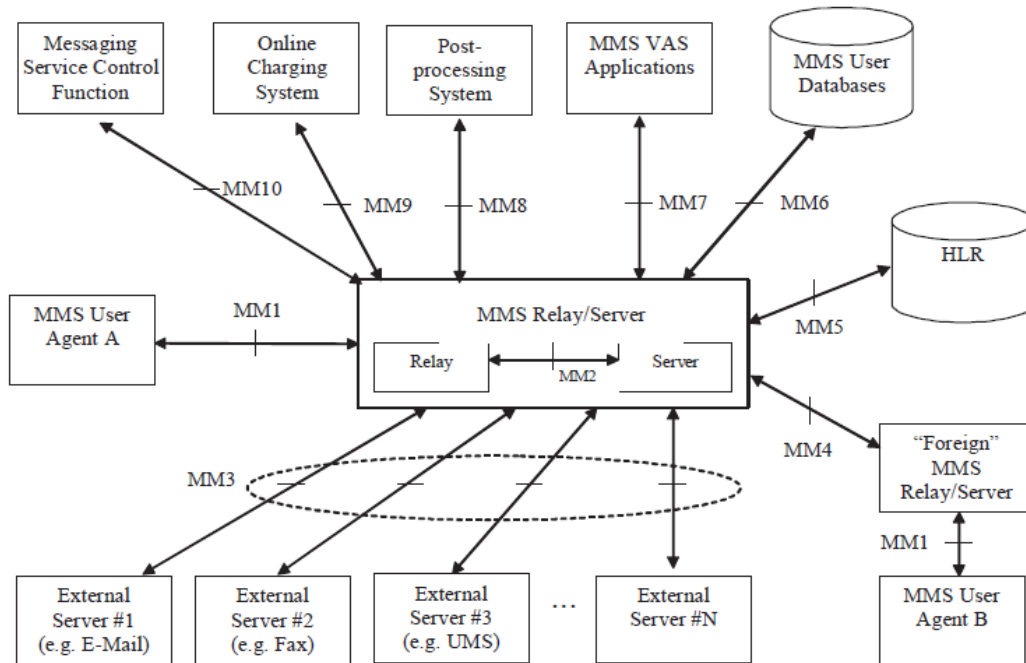 Messaging
Service Control
Function
Online
Charging
System
Post-
processing
System
MMS VAS
Applications
MMS User
Databases
MM10
MM9
MM8
MM7
MM6
HLR
MMS User
Agent A
MM1
MMS Relay/Server
Relay
MM2
Server
MM5
MM4
“Foreign”
MMS
Relay/Server
MM3
MM1
External
Server #1
(e.g. E-Mail)
External
Server #2
(e.g. Fax)
External
Server #3
(e.g. UMS)
...
External
Server #N
MMS User
Agent B